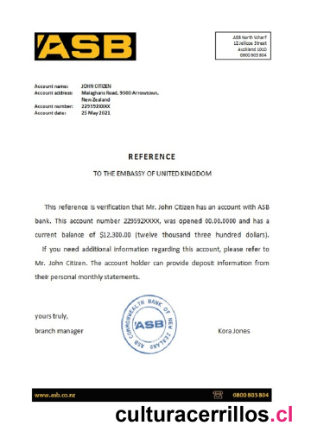 ASB
ASB North Wharf
12 Jellicoe Street
Auckland 1010
0800 803 804
Account name: JOHN CITIZEN
Account address: Malaghans Road, 9300 Arrowtown,
New Zealand
Account number: 229592XXXX
Account date: 25 May 2021
REFERENCE
TO THE EMBASSY OF UNITED KINGDOM
This reference is verification that Mr. John Citizen has an account with ASB
bank. This account number 229592XXXX, was opened 00.00.0000 and has a
current balance of $12,300.00 (twelve thousand three hundred dollars).
If you need additional information regarding this account, please refer to
Mr. John Citizen. The account holder can provide deposit information from
their personal monthly statements.
yours truly,
branch manager
COMMONWEALTH BANK OF NEW ZEALAND
ASB
ASB
Kora Jones
www.asb.co.nz
0800 803 804
culturacerrillos.cl